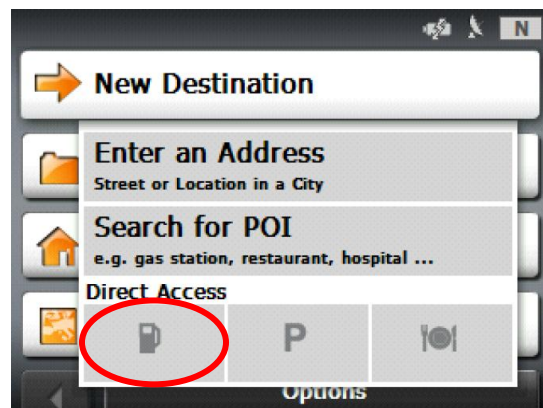 N
New Destination
Enter an Address
Street or Location in a City
Search for POI
e.g. gas station, restaurant, hospital ...
Direct Access
P
Options